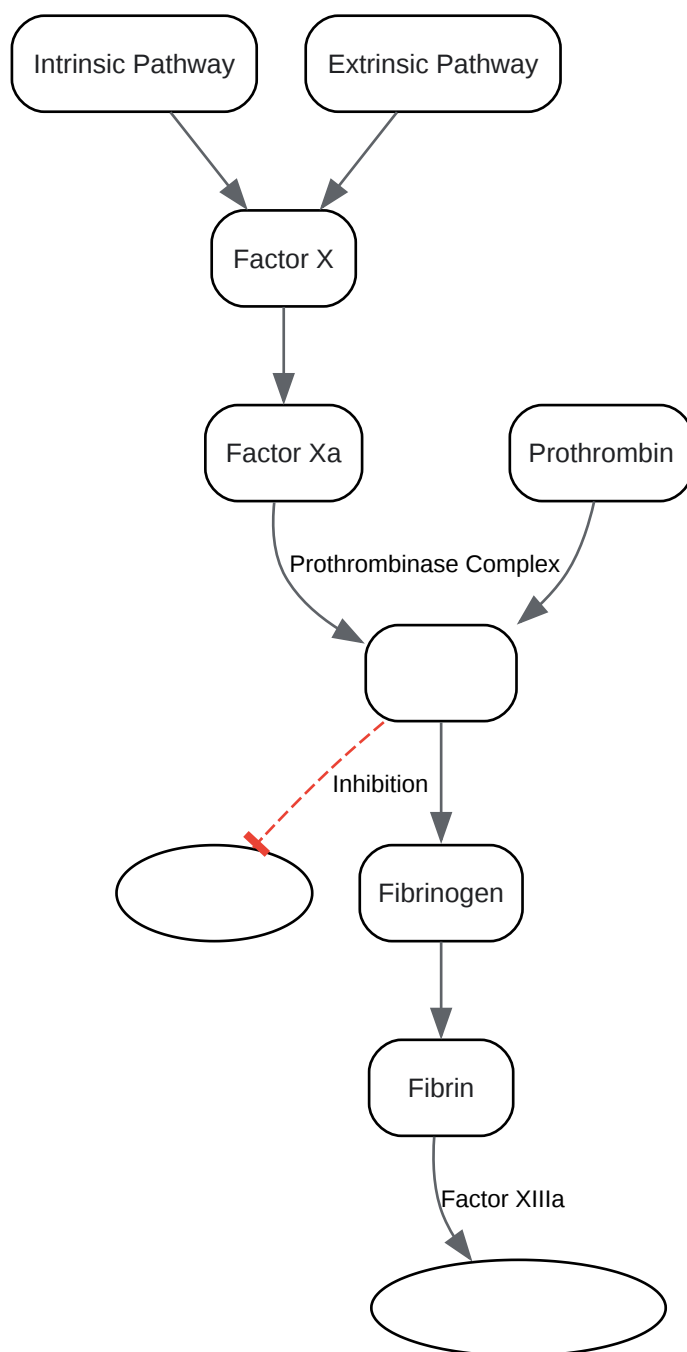 Intrinsic Pathway
Extrinsic Pathway
Factor X
Factor Xa
Prothrombin
Prothrombinase Complex
Inhibition
Fibrinogen
Fibrin
Factor XIIIa